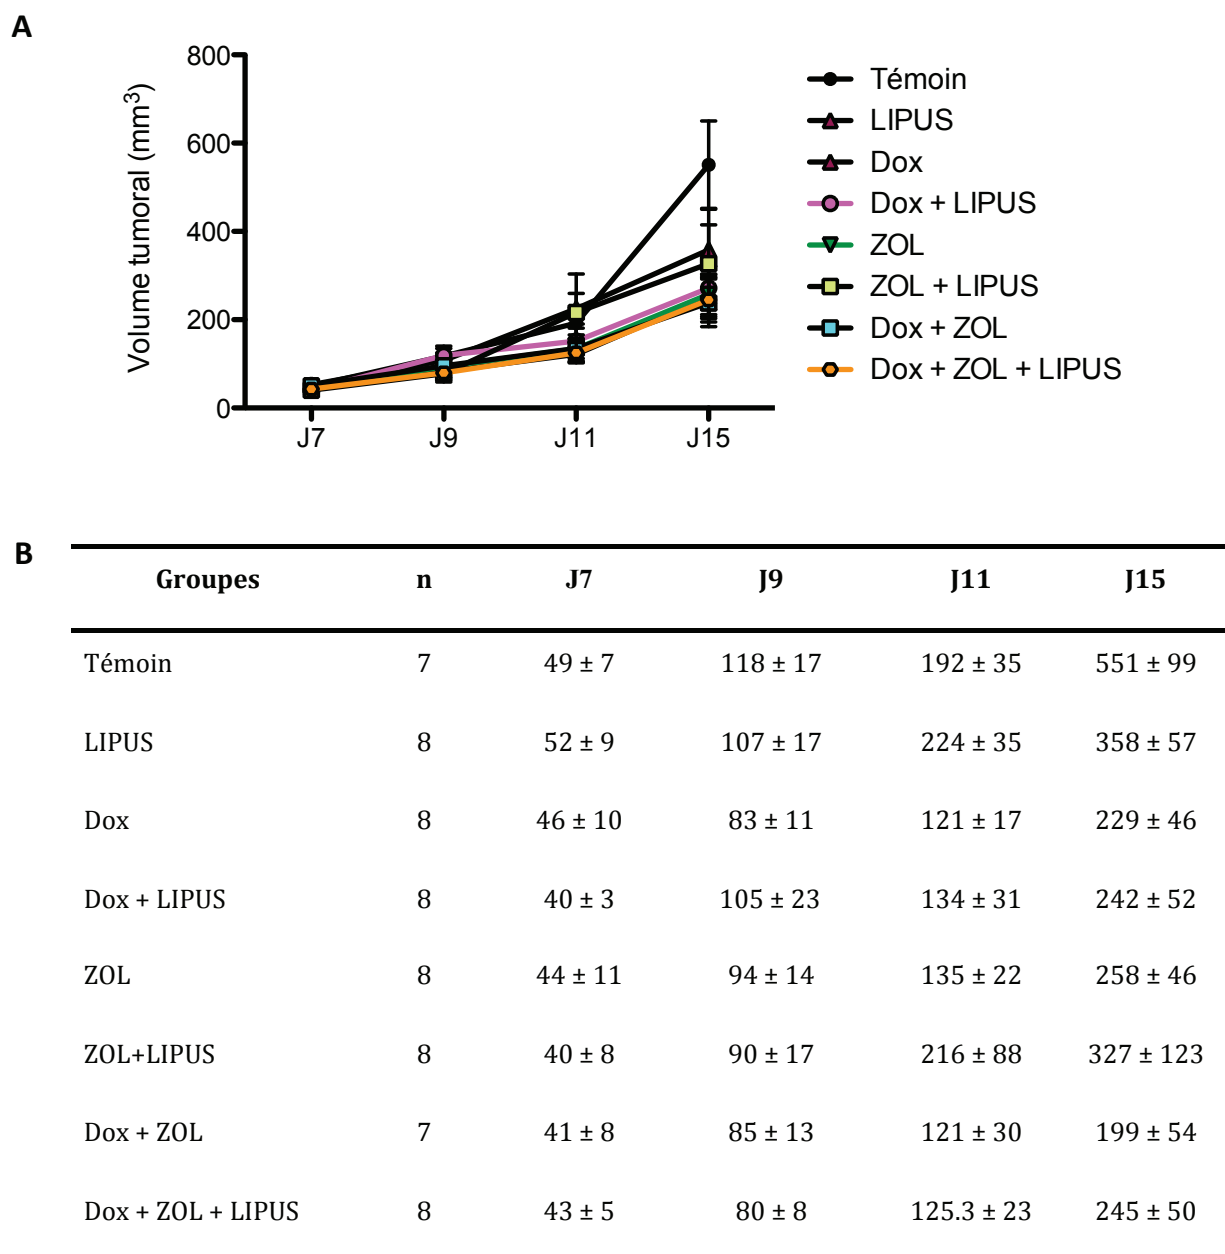 A
800
600
400
200
0
Volume tumoral (mm³)
J7 J9 J11 J15
Témoin
LIPUS
Dox
Dox + LIPUS
ZOL
ZOL + LIPUS
Dox + ZOL
Dox + ZOL + LIPUS
B
Groupes n J7 J9 J11 J15
Témoin 7 49 ± 7 118 ± 17 192 ± 35 551 ± 99
LIPUS 8 52 ± 9 107 ± 17 224 ± 35 358 ± 57
Dox 8 46 ± 10 83 ± 11 121 ± 17 229 ± 46
Dox + LIPUS 8 40 ± 3 105 ± 23 134 ± 31 242 ± 52
ZOL 8 44 ± 11 94 ± 14 135 ± 22 258 ± 46
ZOL+LIPUS 8 40 ± 8 90 ± 17 216 ± 88 327 ± 123
Dox + ZOL 7 41 ± 8 85 ± 13 121 ± 30 199 ± 54
Dox + ZOL + LIPUS 8 43 ± 5 80 ± 8 125.3 ± 23 245 ± 50